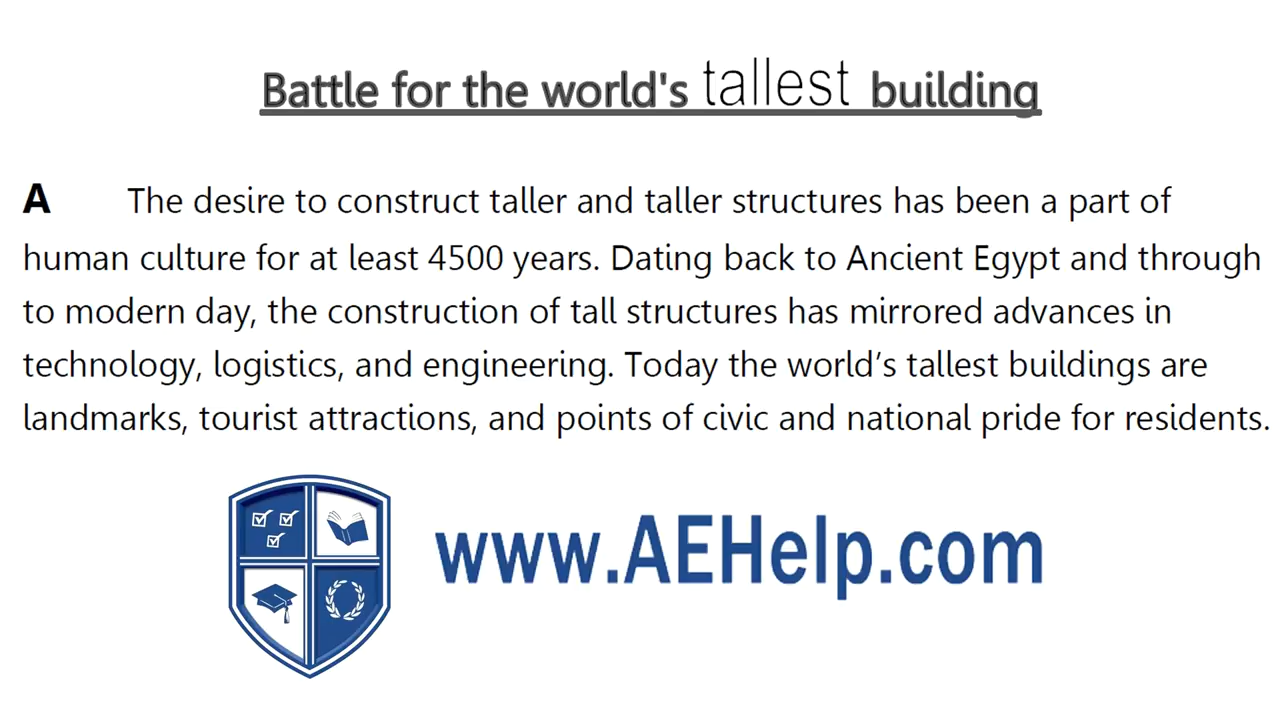 Battle for the world's tallest building
A The desire to construct taller and taller structures has been a part of
human culture for at least 4500 years. Dating back to Ancient Egypt and through
to modern day, the construction of tall structures has mirrored advances in
technology, logistics, and engineering. Today the world’s tallest buildings are
landmarks, tourist attractions, and points of civic and national pride for residents.
www.AEHelp.com